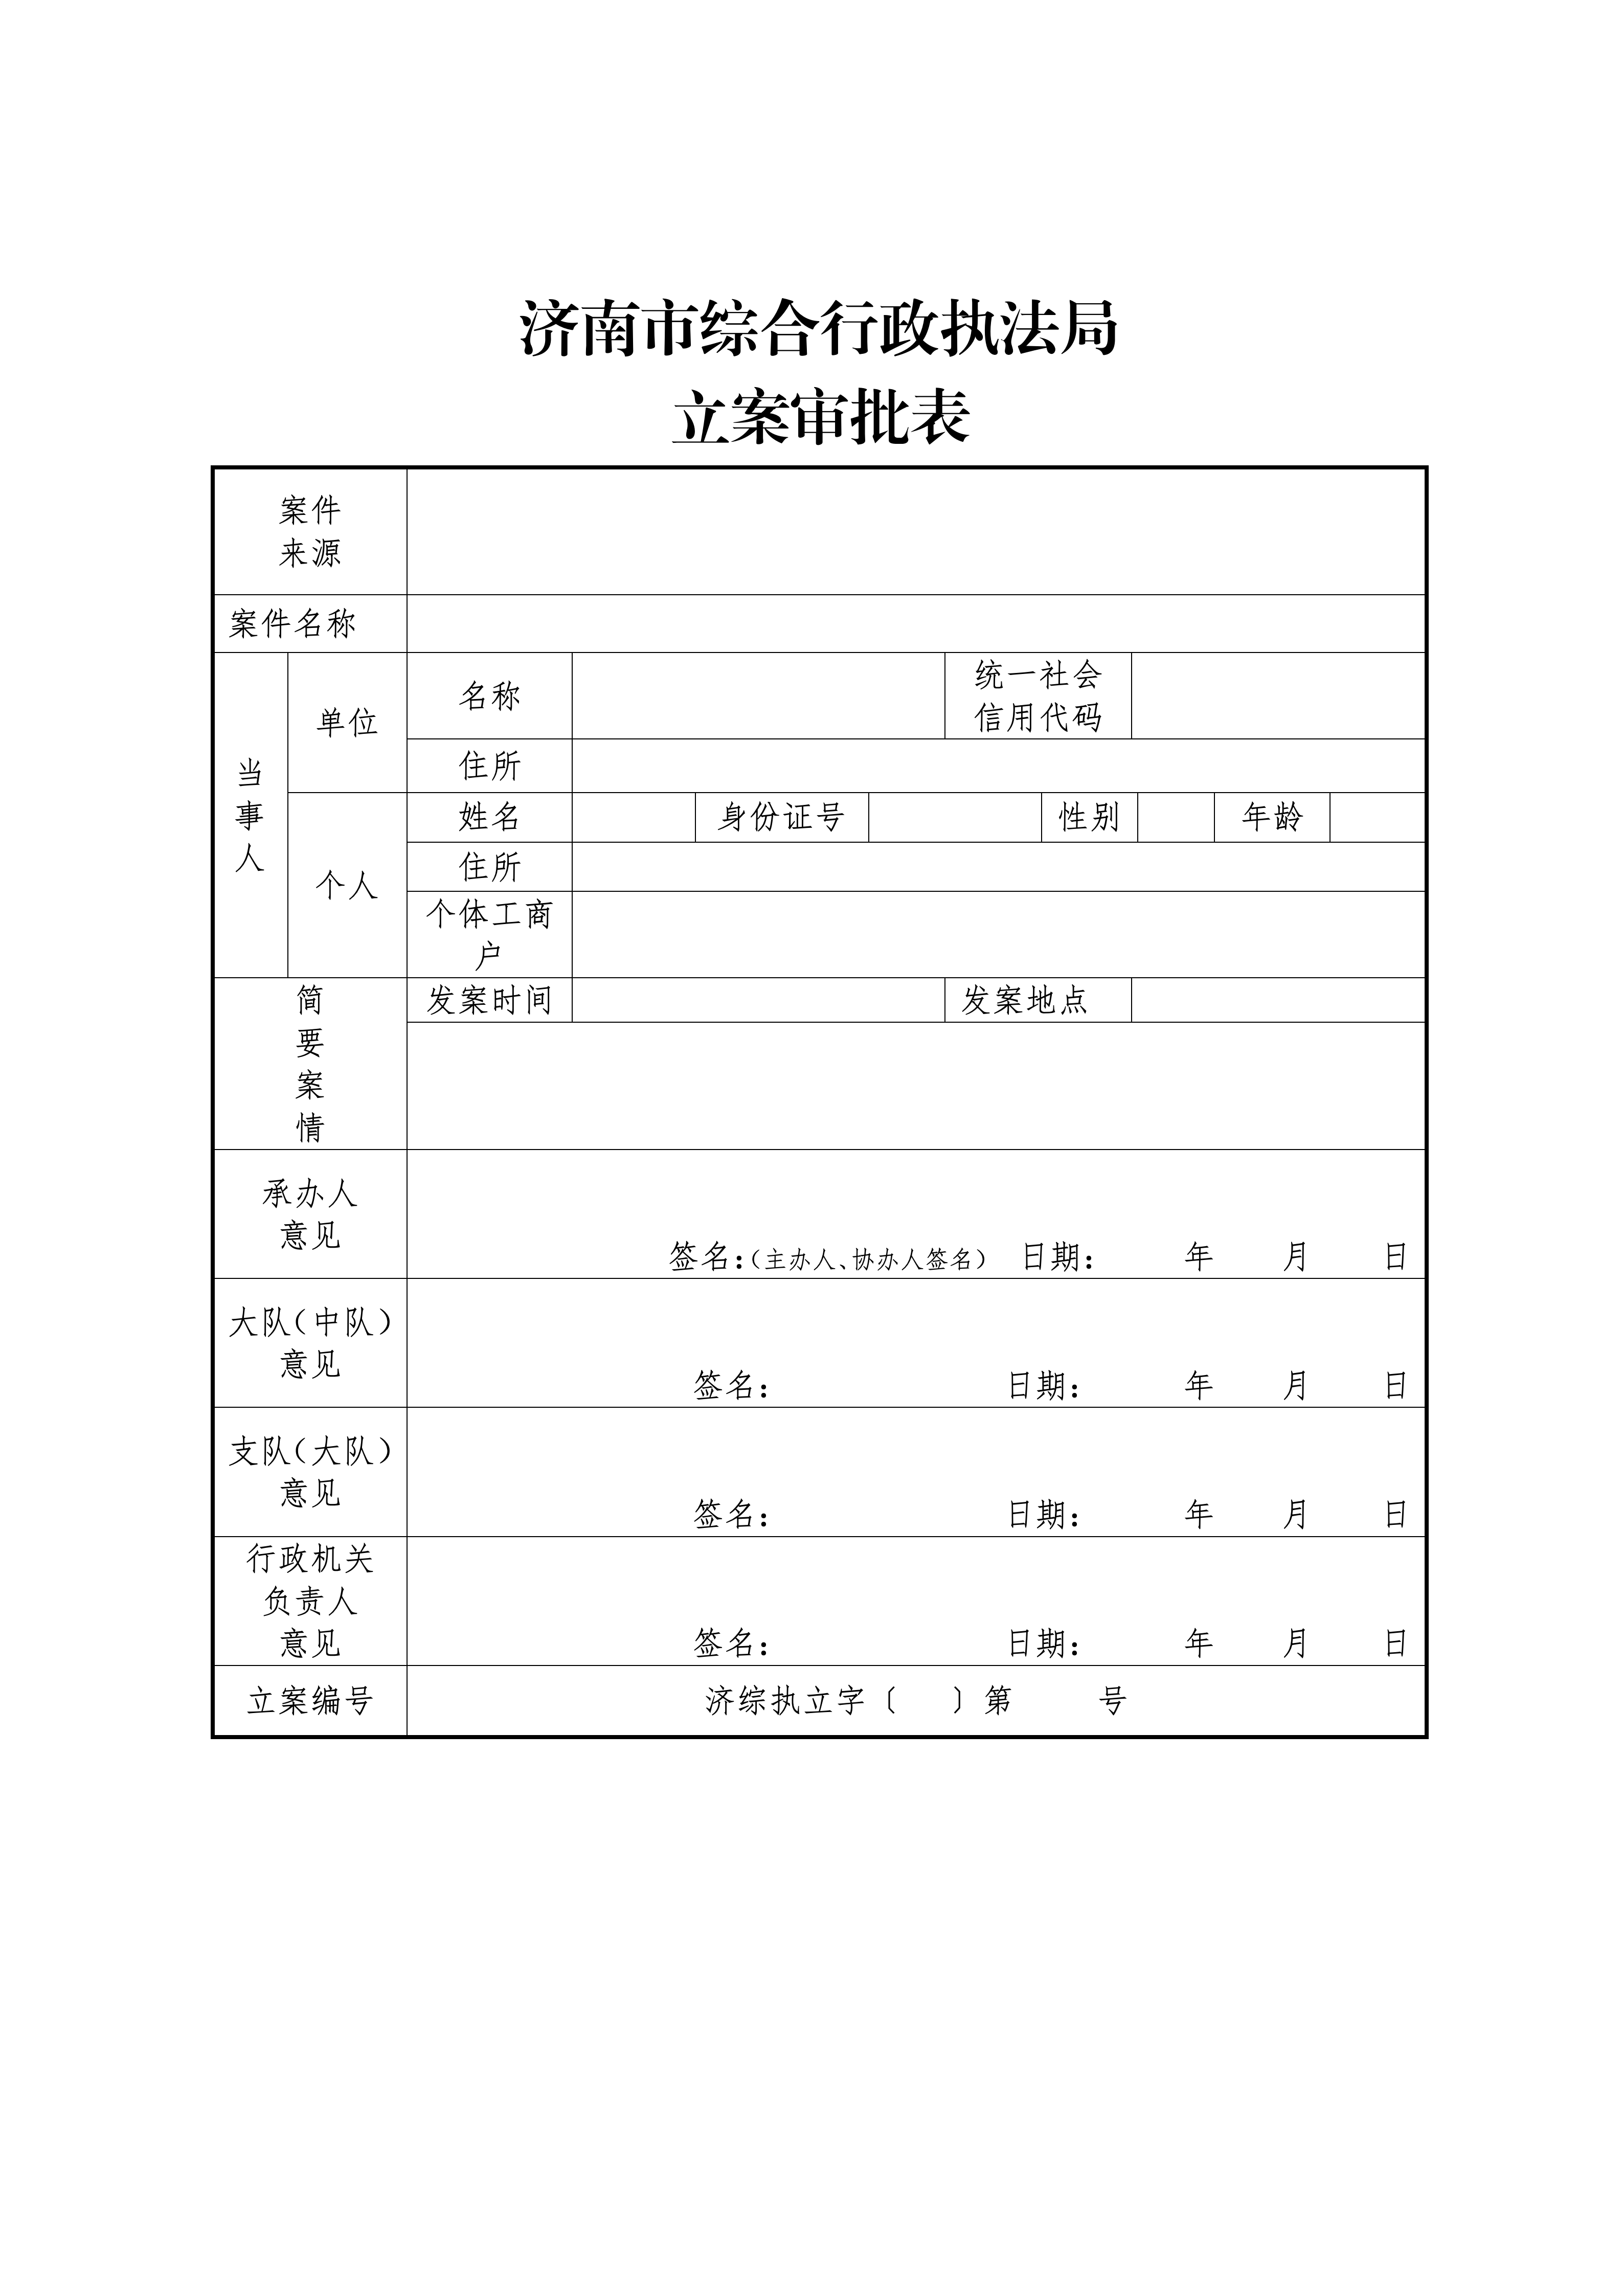 济南市综合行政执法局
立案审批表
案件
来源
案件名称
当
事
人
单位
名称
统一社会
信用代码
住所
个人
姓名
身份证号
性别
年龄
住所
个体工商
户
简
要
案
情
发案时间
发案地点
承办人
意见
签名：（主办人、协办人签名） 日期： 年 月 日
大队（中队）
意见
签名： 日期： 年 月 日
支队（大队）
意见
签名： 日期： 年 月 日
行政机关
负责人
意见
签名： 日期： 年 月 日
立案编号
济综执立字〔 〕第 号